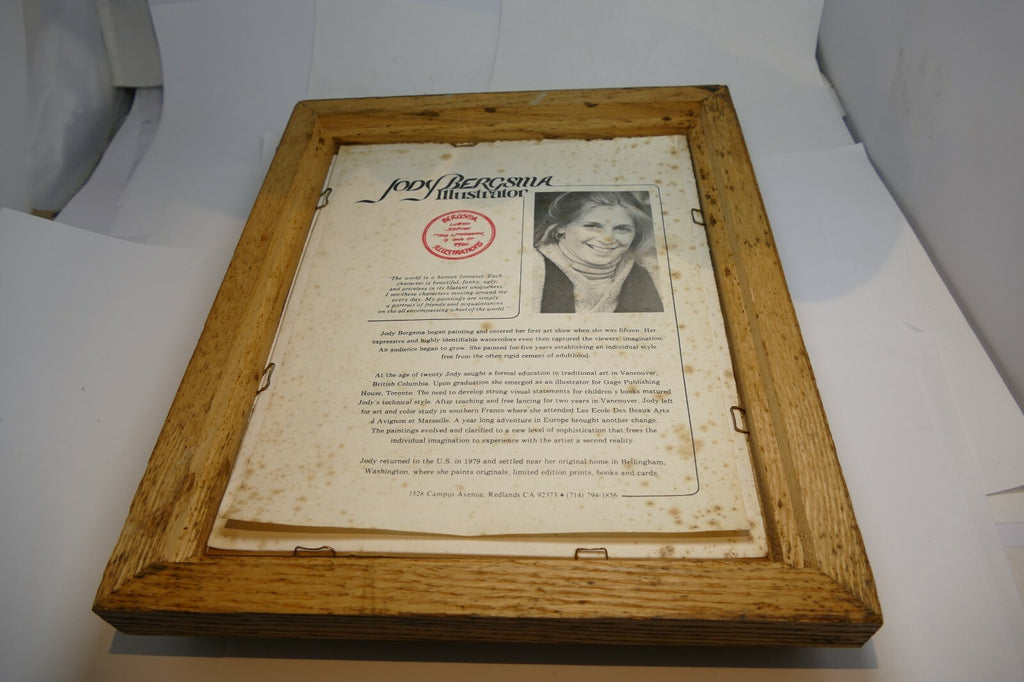 JODY BERGSMA
Illustrator
BERGSMA
ILLUSTRATIONS
"The world is a human carousel. Each
character is beautiful, funny, ugly,
and priceless in its blatant uniqueness.
I see these characters moving around me
every day. My paintings are simply
a portrait of friends and acquaintances
on the all encompassing wheel of the world."
Jody Bergsma began painting and entered her first art show when she was fifteen. Her
expressive and highly identifiable watercolors even then captured the viewers' imagination.
An audience began to grow. She painted for five years establishing an individual style
free from the often rigid cement of adulthood.
At the age of twenty Jody sought a formal education in traditional art in Vancouver,
British Columbia. Upon graduation she emerged as an illustrator for Gage Publishing
House, Toronto. The need to develop strong visual statements for children's books matured
Jody's technical style. After teaching and free lancing for two years in Vancouver, Jody left
for art and color study in southern France where she attended Les Ecole Des Beaux Arts
à Avignon et Marseille. A year long adventure in Europe brought another change.
The paintings evolved and clarified to a new level of sophistication that frees the
individual imagination to experience with the artist a second reality.
Jody returned to the U.S. in 1979 and settled near her original home in Bellingham,
Washington, where she paints originals, limited edition prints, books and cards.
1528 Campus Avenue, Redlands CA 92373 • (714) 794-1856